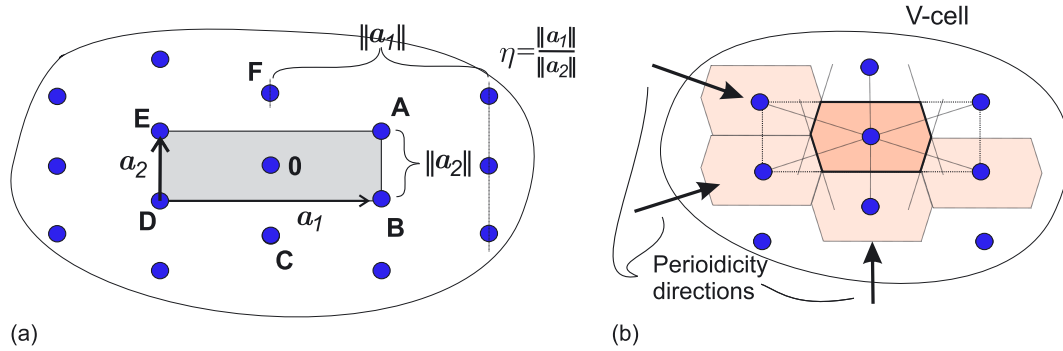 ‖a₁‖
η=‖a₁‖/‖a₂‖
F
A
E
a₂
0
‖a₂‖
D
a₁
B
C
(a)
V-cell
Perioidicity
directions
(b)